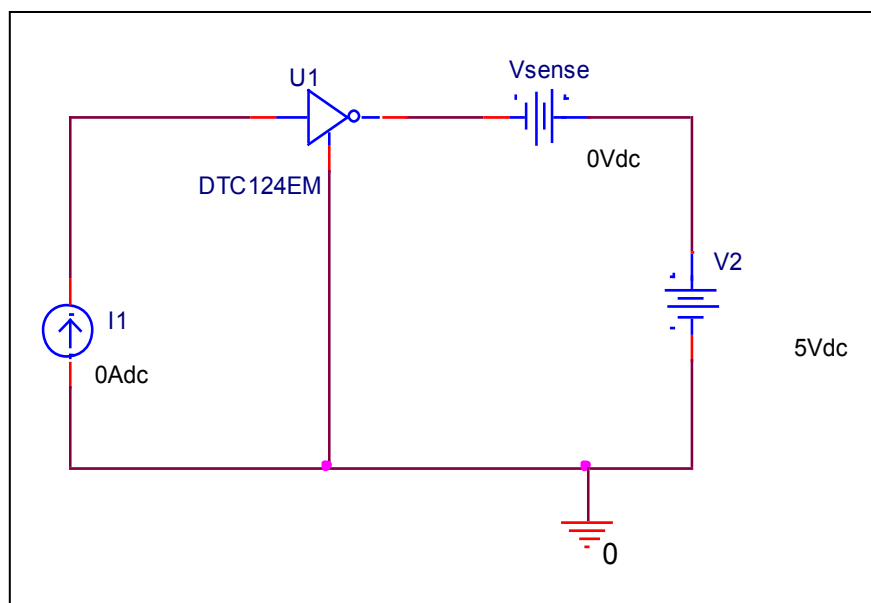 Vsense
U1
0Vdc
DTC124EM
V2
I1
5Vdc
0Adc
0